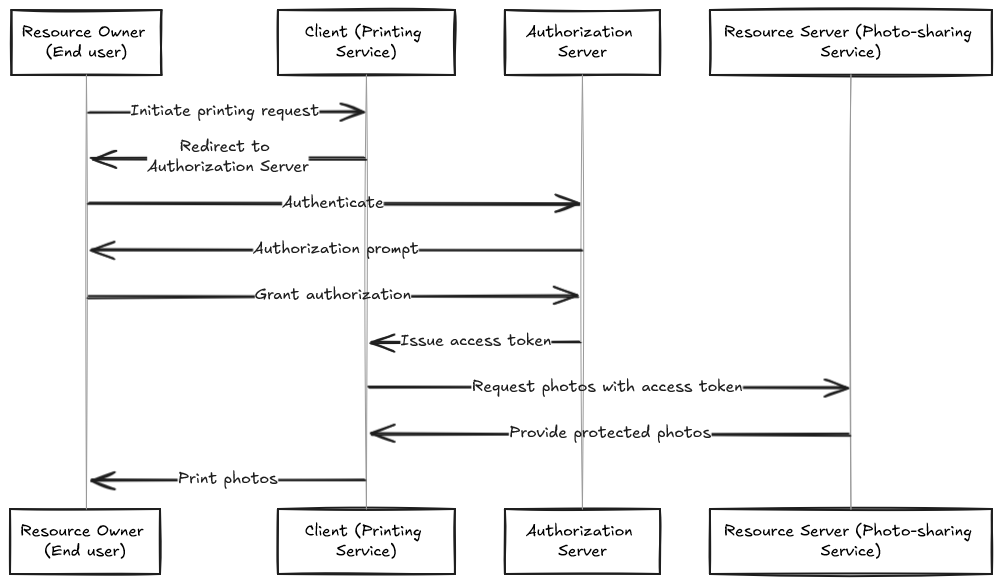 Resource Owner
(End user)
Client (Printing
Service)
Authorization
Server
Resource Server (Photo-sharing
Service)
Initiate printing request
Redirect to
Authorization Server
Authenticate
Authorization prompt
Grant authorization
Issue access token
Request photos with access token
Provide protected photos
Print photos
Resource Owner
(End user)
Client (Printing
Service)
Authorization
Server
Resource Server (Photo-sharing
Service)